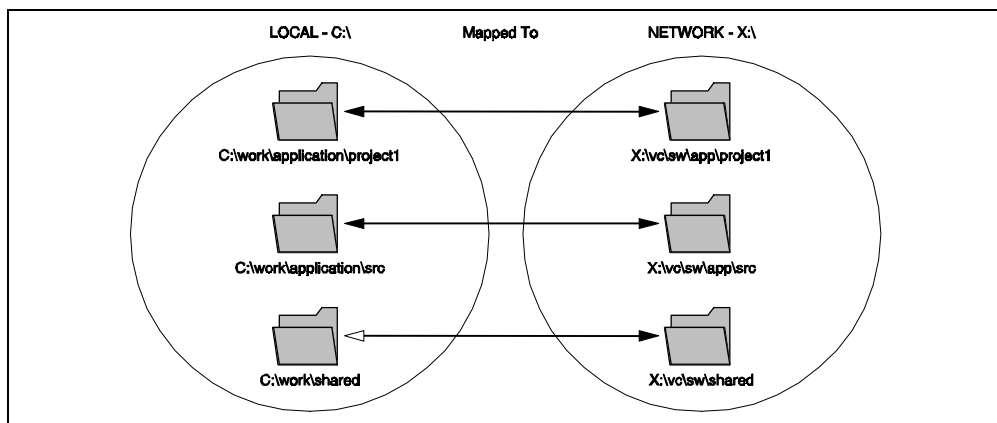 LOCAL - C:\ Mapped To NETWORK - X:\
C:\work\application\project1 X:\vc\sw\app\project1
C:\work\application\src X:\vc\sw\app\src
C:\work\shared X:\vc\sw\shared